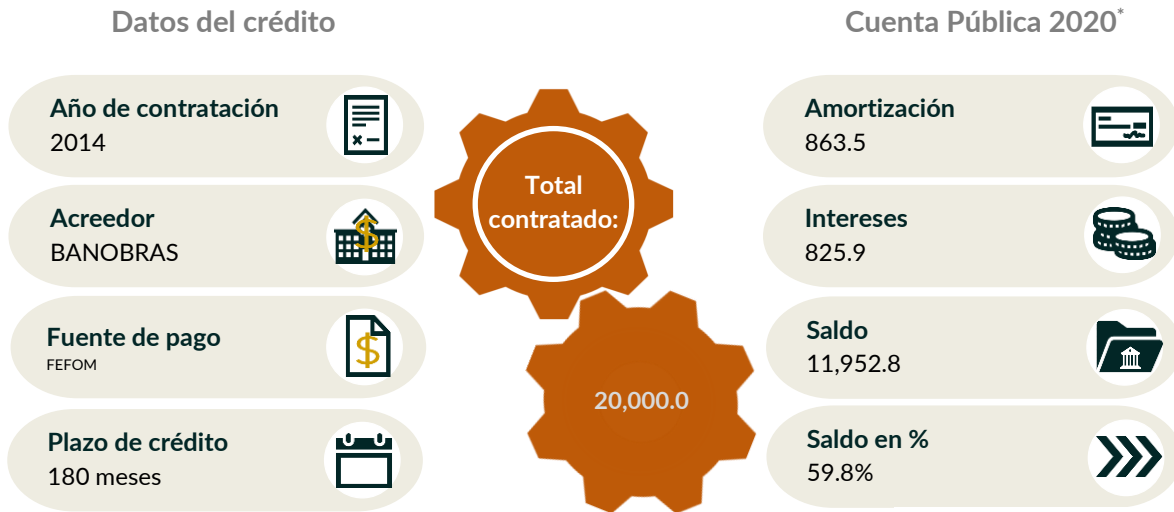 Datos del crédito
Año de contratación
2014
Acreedor
BANOBRAS
Fuente de pago
FEFOM
Plazo de crédito
180 meses
Total
contratado:
20,000.0
Cuenta Pública 2020*
Amortización
863.5
Intereses
825.9
Saldo
11,952.8
Saldo en %
59.8%